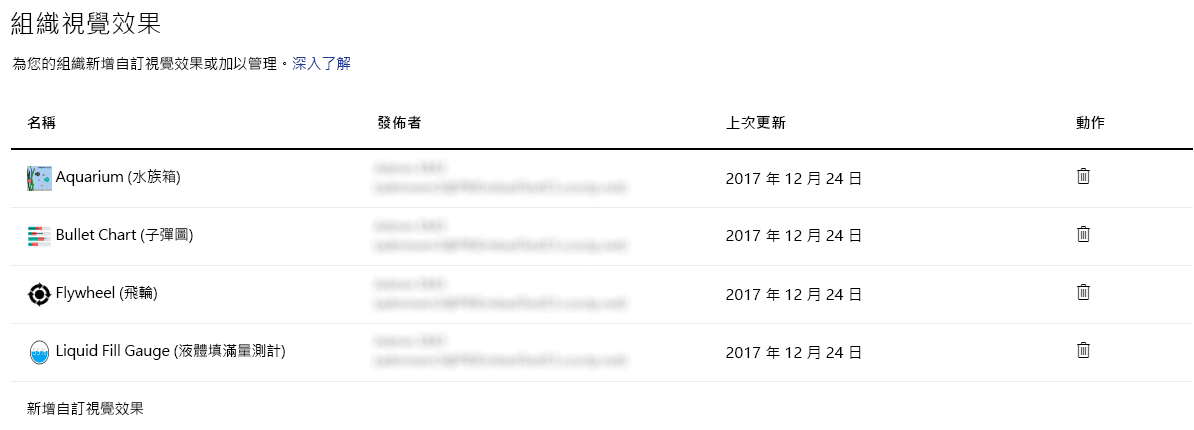 組織視覺效果
為您的組織新增自訂視覺效果或加以管理。深入了解
名稱 發佈者 上次更新 動作
Aquarium (水族箱) 2017 年 12 月 24 日
Bullet Chart (子彈圖) 2017 年 12 月 24 日
Flywheel (飛輪) 2017 年 12 月 24 日
Liquid Fill Gauge (液體填滿量測計) 2017 年 12 月 24 日
新增自訂視覺效果